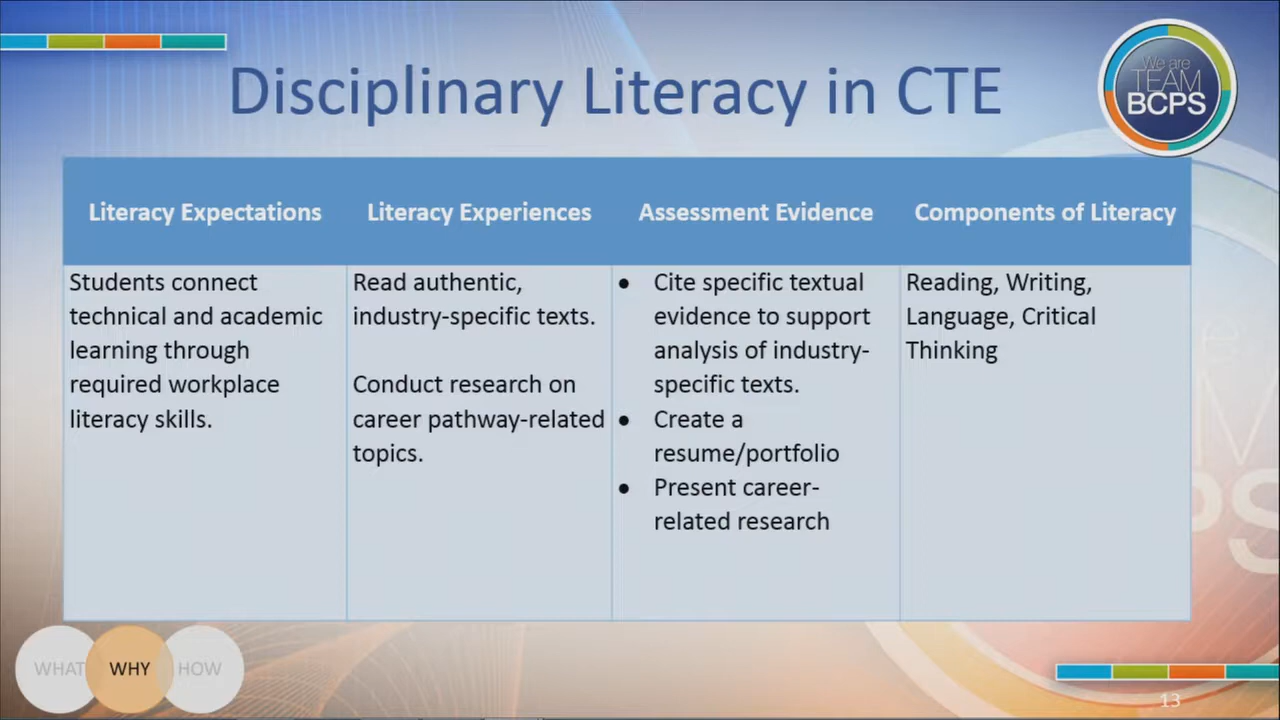 We are
TEAM
BCPS
Disciplinary Literacy in CTE
Literacy Expectations
Literacy Experiences
Assessment Evidence
Components of Literacy
Students connect
technical and academic
learning through
required workplace
literacy skills.
Read authentic,
industry-specific texts.
Conduct research on
career pathway-related
topics.
• Cite specific textual
evidence to support
analysis of industry-
specific texts.
• Create a
resume/portfolio
• Present career-
related research
Reading, Writing,
Language, Critical
Thinking
WHAT
WHY
HOW
13